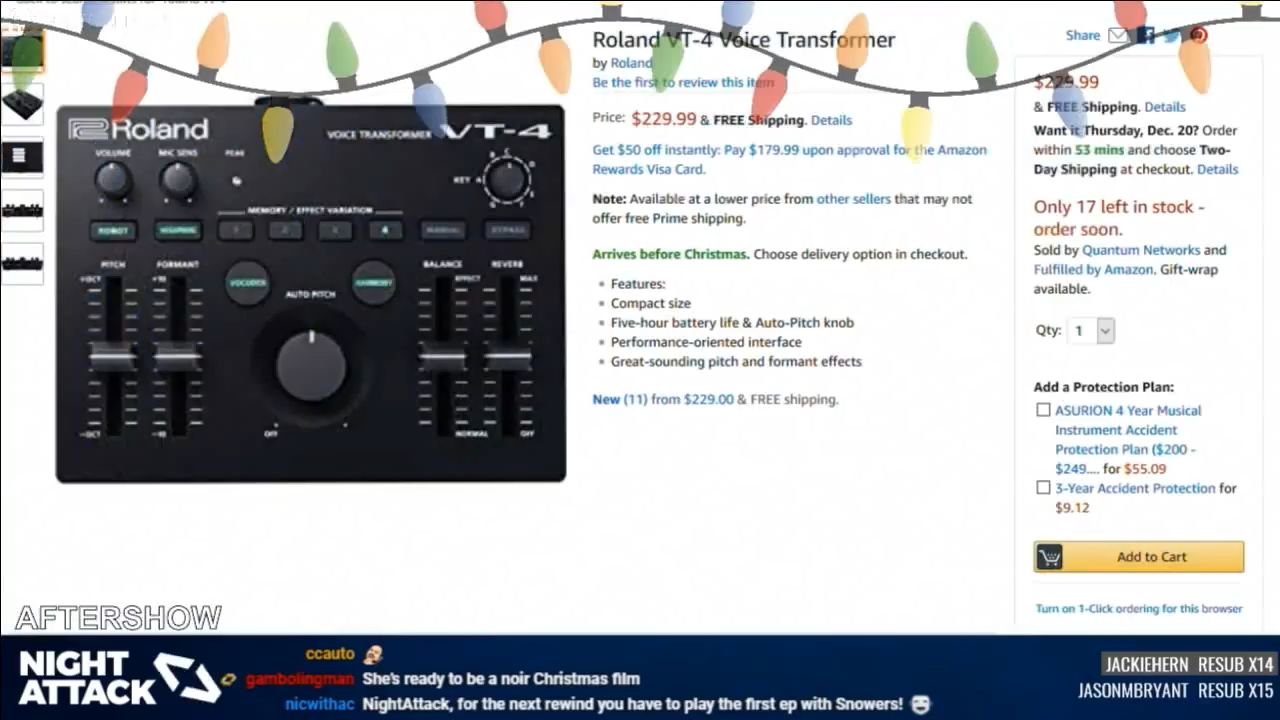 Roland VT-4 Voice Transformer
by Roland
Be the first to review this item
Price: $229.99 & FREE Shipping. Details
Get $50 off instantly: Pay $179.99 upon approval for the Amazon
Rewards Visa Card.
Note: Available at a lower price from other sellers that may not
offer free Prime shipping.
Arrives before Christmas. Choose delivery option in checkout.
Features:
Compact size
Five-hour battery life & Auto-Pitch knob
Performance-oriented interface
Great-sounding pitch and formant effects
New (11) from $229.00 & FREE shipping.
Share
$229.99
& FREE Shipping. Details
Want it Thursday, Dec. 20? Order
within 53 mins and choose Two-
Day Shipping at checkout. Details
Only 17 left in stock -
order soon.
Sold by Quantum Networks and
Fulfilled by Amazon. Gift-wrap
available.
Qty: 1
Add a Protection Plan:
ASURION 4 Year Musical
Instrument Accident
Protection Plan ($200 -
$249.... for $55.09
3-Year Accident Protection for
$9.12
Add to Cart
Turn on 1-Click ordering for this browser
Roland
VOICE TRANSFORMER VT-4
VOLUME MIC SENS PEAK
KEY
MEMORY / EFFECT VARIATION
ROBOT MEGAPHONE 1 2 3 4 MANUAL BYPASS
PITCH FORMANT BALANCE REVERB
+OCT +10 EFFECT MAX
VOCODER HARMONY
AUTO PITCH
OFF
-OCT -10 NORMAL OFF
AFTERSHOW
NIGHT
ATTACK
ccauto
gambolingman She's ready to be a noir Christmas film
nicwithac NightAttack, for the next rewind you have to play the first ep with Snowers!
JACKIEHERN RESUB X14
JASONMBRYANT RESUB X15